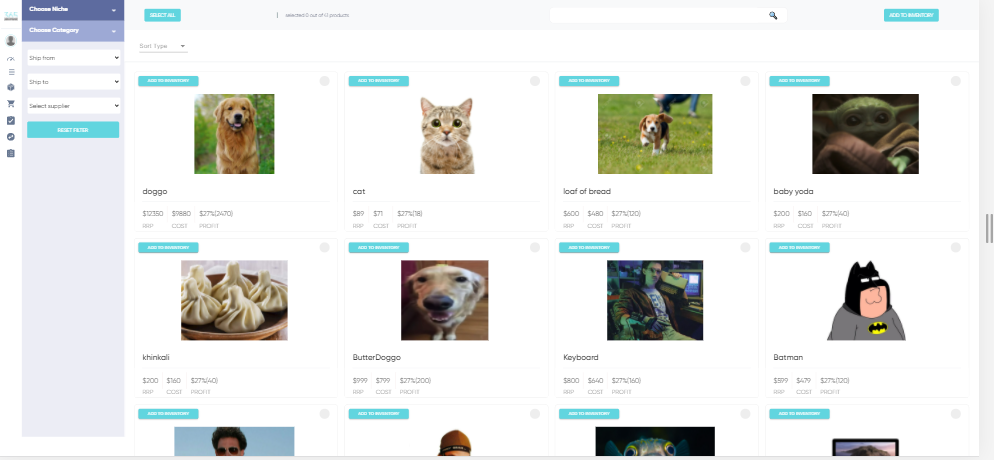 365
Choose Niche
Choose Category
Ship from
Ship to
Select supplier
RESET FILTER
SELECT ALL
selected 0 out of 41 products
ADD TO INVENTORY
Sort Type
ADD TO INVENTORY ADD TO INVENTORY ADD TO INVENTORY ADD TO INVENTORY
doggo cat loaf of bread baby yoda
$12350 $9880 $27%(2470) $89 $71 $27%(18) $600 $480 $27%(120) $200 $160 $27%(40)
RRP COST PROFIT RRP COST PROFIT RRP COST PROFIT RRP COST PROFIT
ADD TO INVENTORY ADD TO INVENTORY ADD TO INVENTORY ADD TO INVENTORY
khinkali ButterDoggo Keyboard Batman
$200 $160 $27%(40) $999 $799 $27%(200) $800 $640 $27%(160) $599 $479 $27%(120)
RRP COST PROFIT RRP COST PROFIT RRP COST PROFIT RRP COST PROFIT
ADD TO INVENTORY ADD TO INVENTORY ADD TO INVENTORY ADD TO INVENTORY